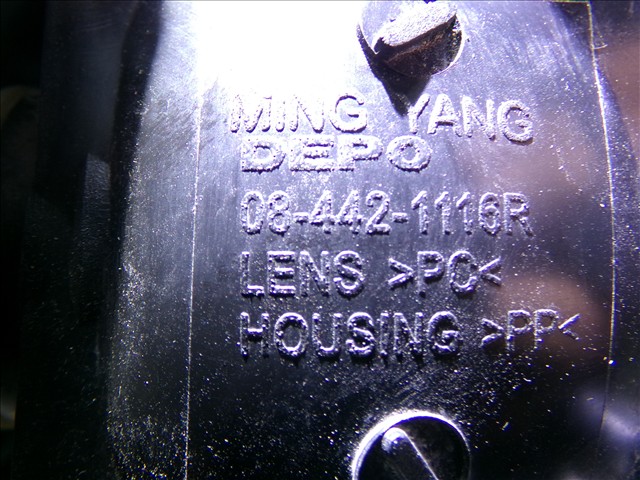 MING YANG
DEPO
08-442-1116R
LENS >PC<
HOUSING >PP<